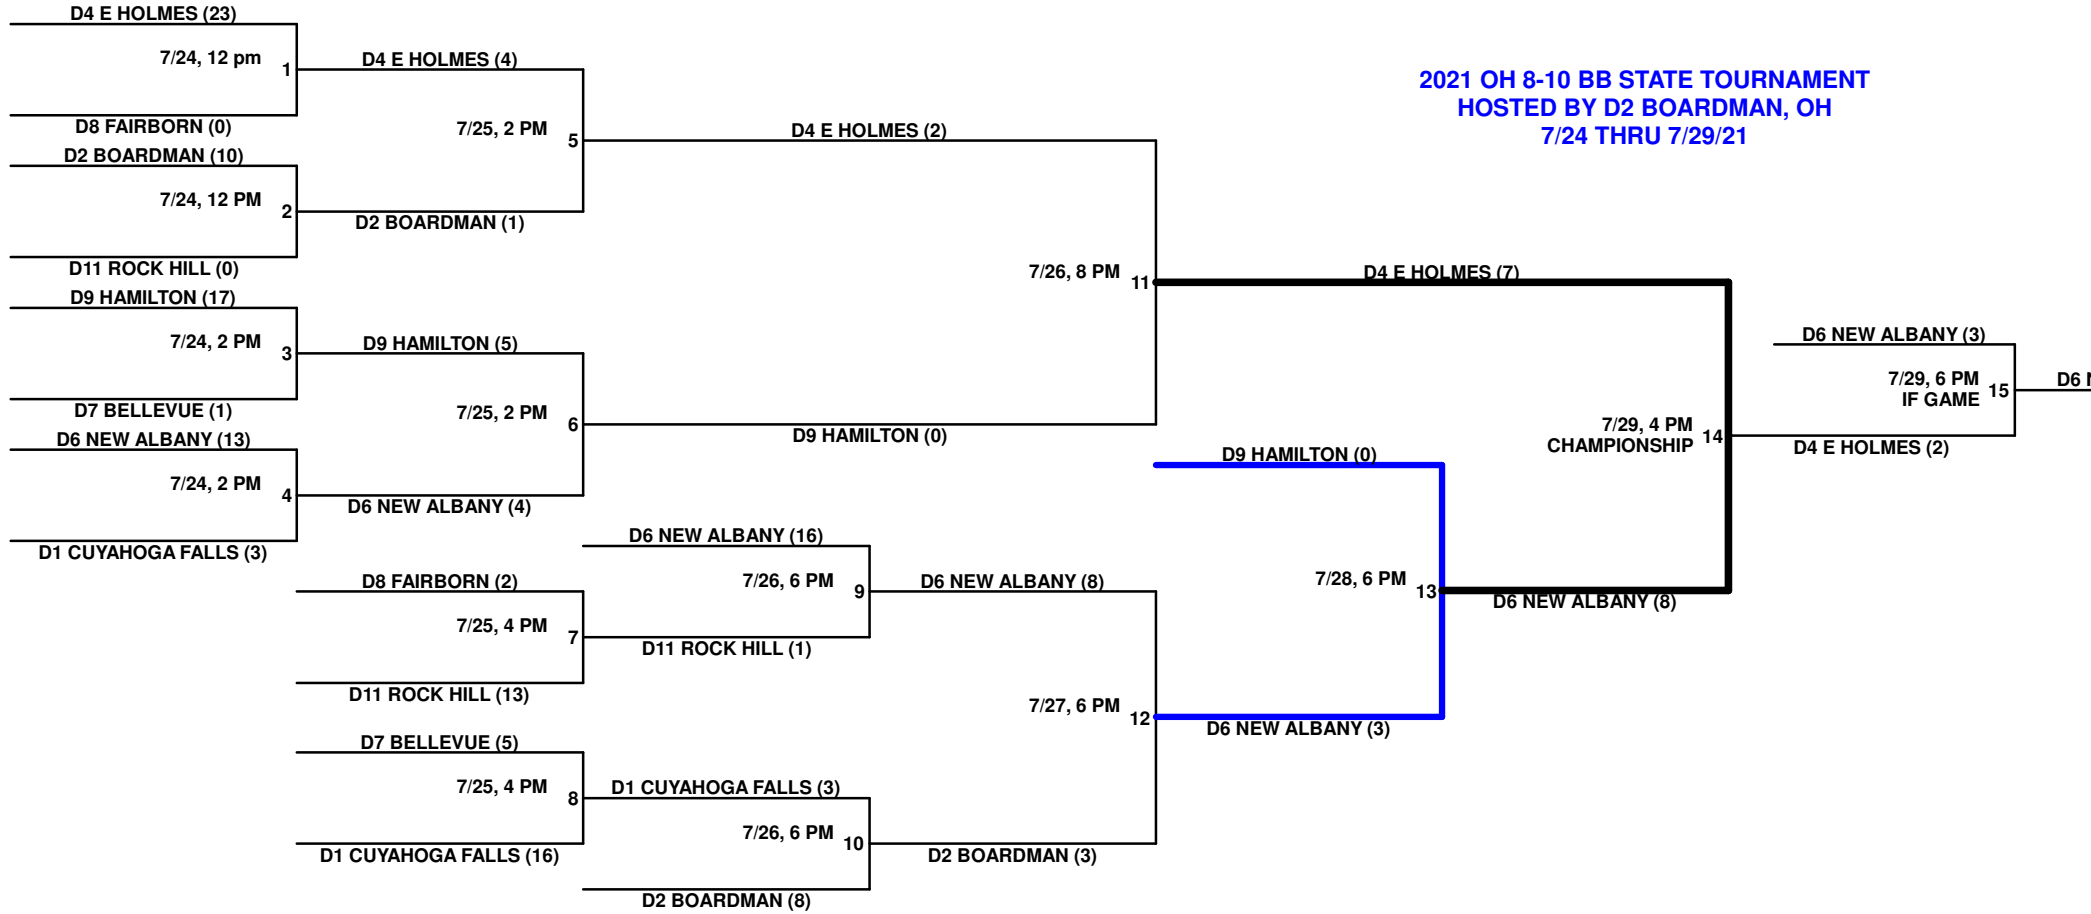 D4 E HOLMES (23)
7/24, 12 pm
1
D8 FAIRBORN (0)
D2 BOARDMAN (10)
7/24, 12 PM
2
D11 ROCK HILL (0)
D9 HAMILTON (17)
7/24, 2 PM
3
D7 BELLEVUE (1)
D6 NEW ALBANY (13)
7/24, 2 PM
4
D1 CUYAHOGA FALLS (3)
D4 E HOLMES (4)
7/25, 2 PM
5
D2 BOARDMAN (1)
D9 HAMILTON (5)
7/25, 2 PM
6
D6 NEW ALBANY (4)
D8 FAIRBORN (2)
7/25, 4 PM
7
D11 ROCK HILL (13)
D7 BELLEVUE (5)
7/25, 4 PM
8
D1 CUYAHOGA FALLS (16)
D6 NEW ALBANY (16)
7/26, 6 PM
9
D11 ROCK HILL (1)
D1 CUYAHOGA FALLS (3)
7/26, 6 PM
10
D2 BOARDMAN (8)
D4 E HOLMES (2)
7/26, 8 PM
11
D9 HAMILTON (0)
D6 NEW ALBANY (8)
7/27, 6 PM
12
D2 BOARDMAN (3)
D9 HAMILTON (0)
7/28, 6 PM
13
D6 NEW ALBANY (3)
2021 OH 8-10 BB STATE TOURNAMENT
HOSTED BY D2 BOARDMAN, OH
7/24 THRU 7/29/21
D4 E HOLMES (7)
7/29, 4 PM
CHAMPIONSHIP
14
D6 NEW ALBANY (8)
D6 NEW ALBANY (3)
7/29, 6 PM
IF GAME
15
D4 E HOLMES (2)
D6